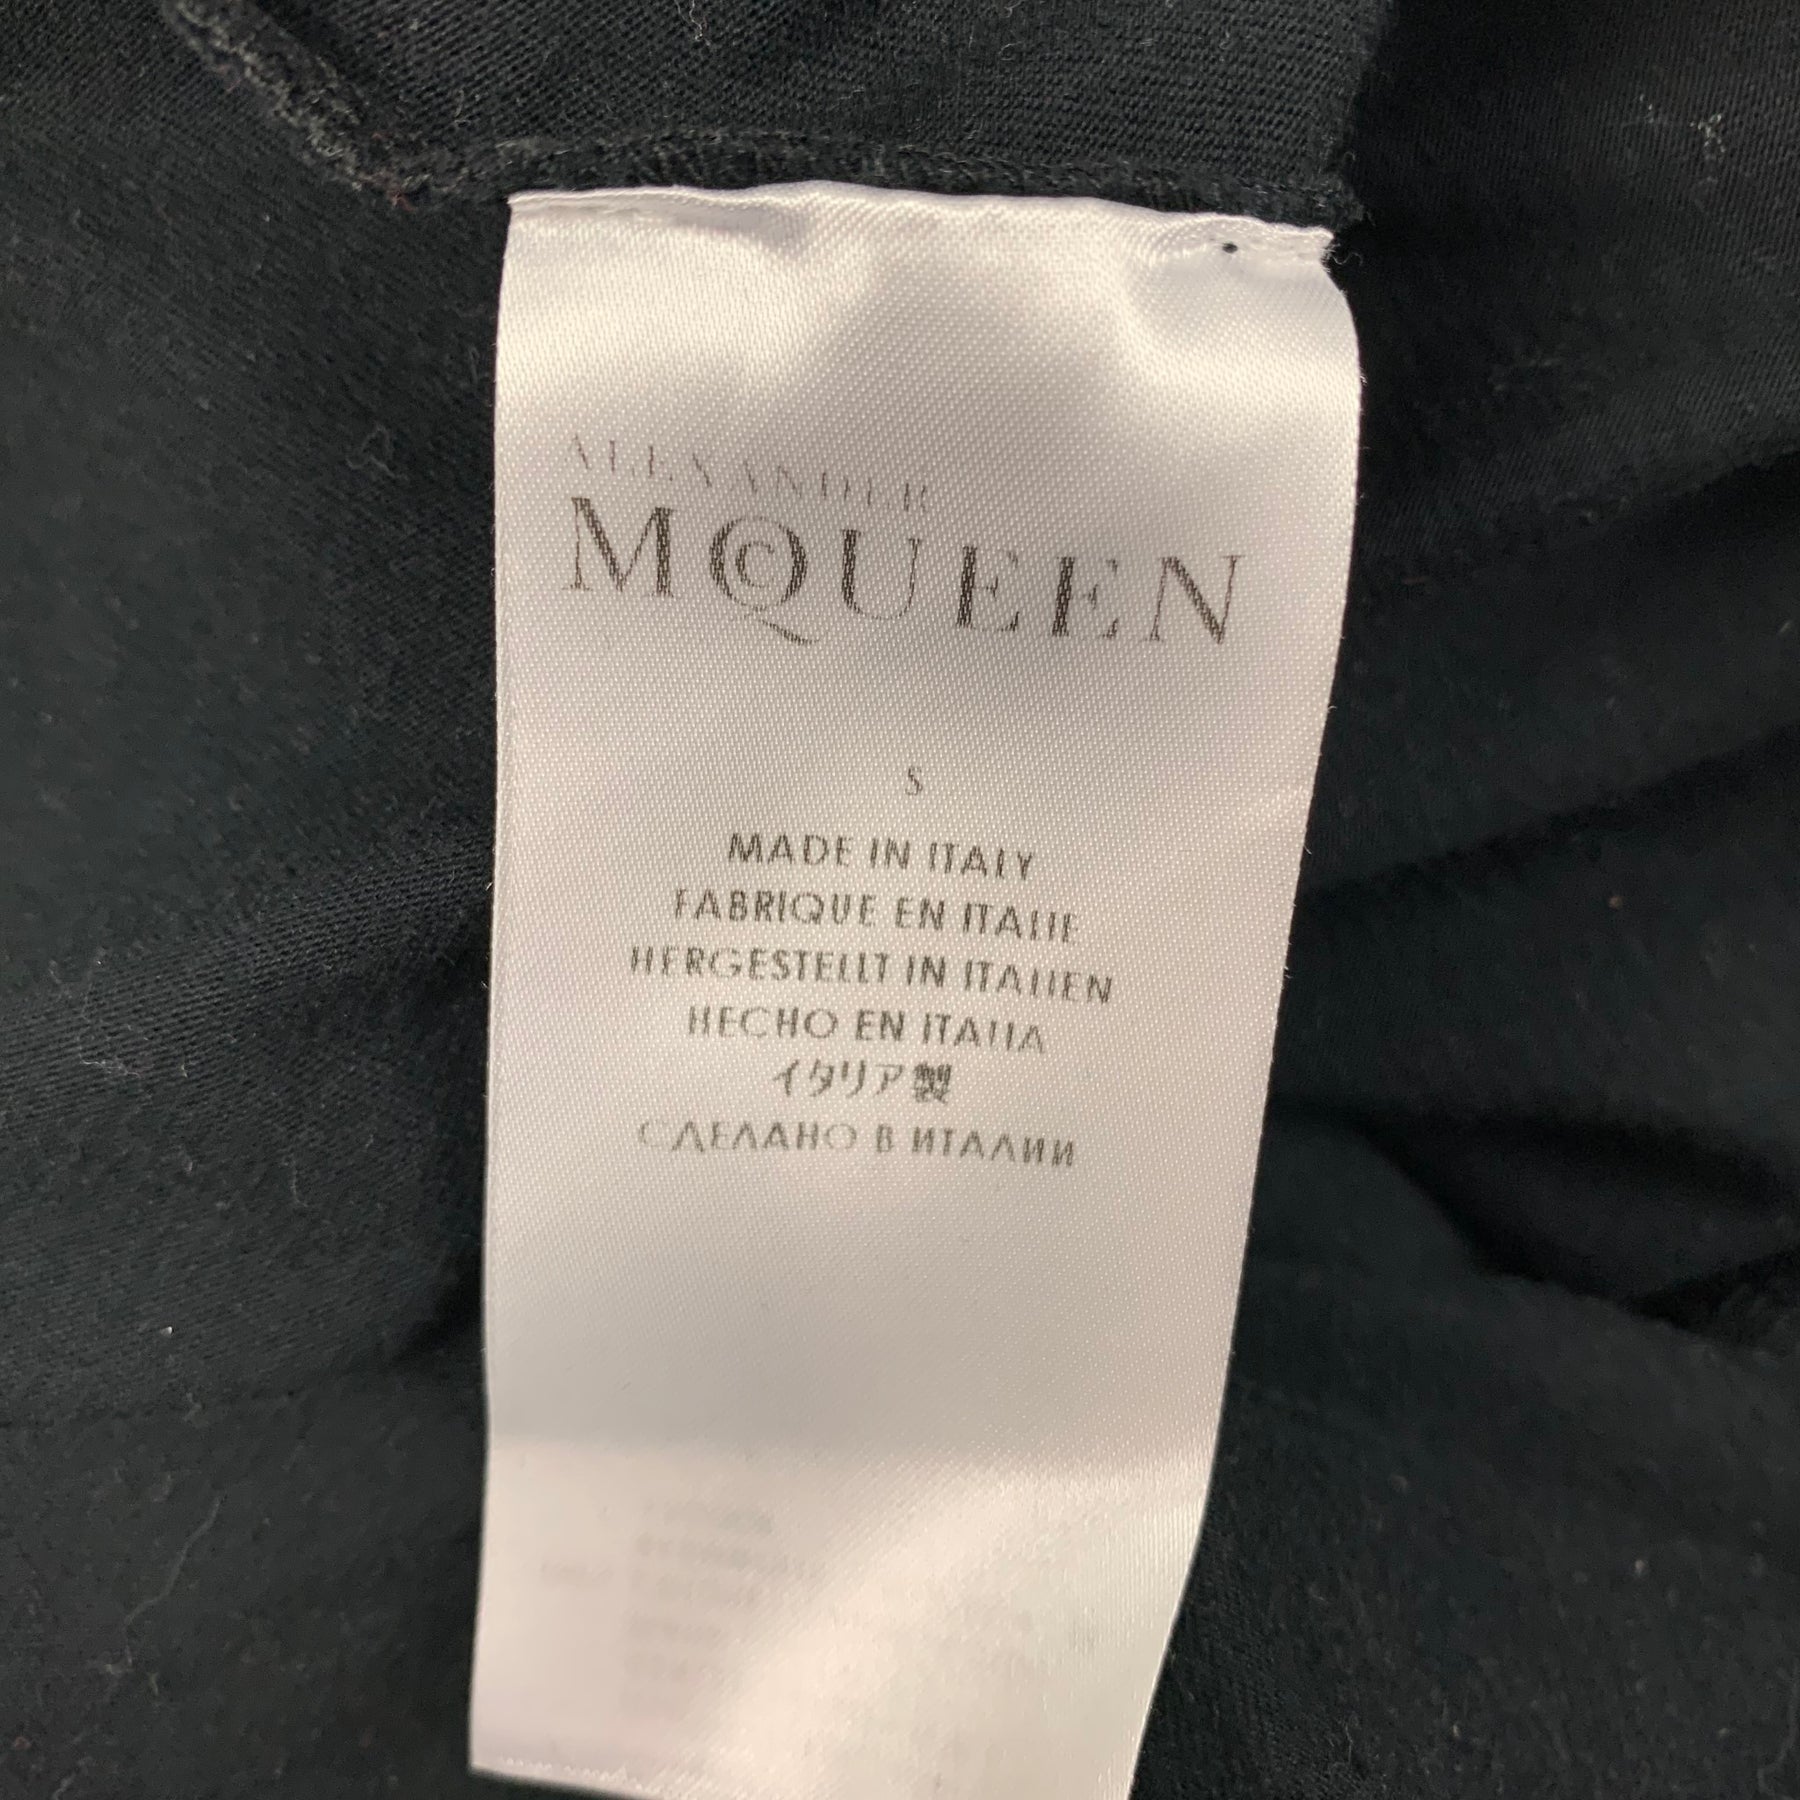 ALEXANDER
McQUEEN
S
MADE IN ITALY
FABRIQUE EN ITALIE
HERGESTELLT IN ITALIEN
HECHO EN ITALIA
イタリア製
СДЕЛАНО В ИТАЛИИ